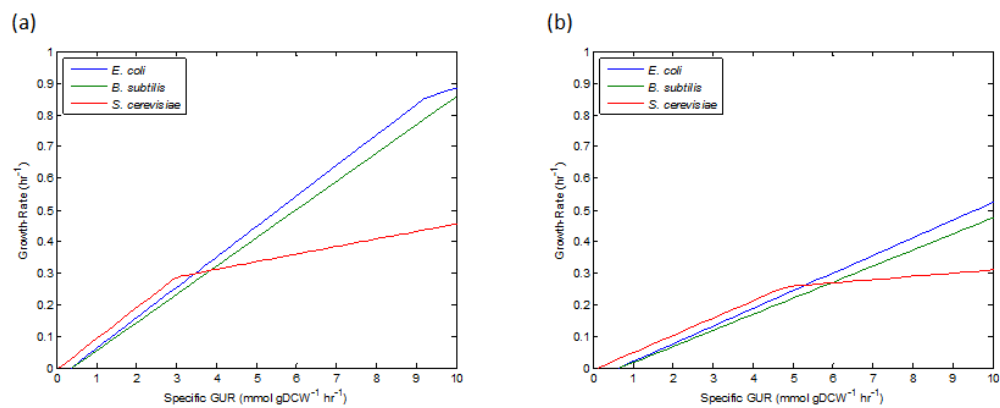 (a)
(b)
E. coli
B. subtilis
S. cerevisiae
1
0.9
0.8
0.7
0.6
0.5
0.4
0.3
0.2
0.1
0
Growth-Rate (hr⁻¹)
0 1 2 3 4 5 6 7 8 9 10
Specific GUR (mmol gDCW⁻¹ hr⁻¹)
E. coli
B. subtilis
S. cerevisiae
1
0.9
0.8
0.7
0.6
0.5
0.4
0.3
0.2
0.1
0
Growth-Rate (hr⁻¹)
0 1 2 3 4 5 6 7 8 9 10
Specific GUR (mmol gDCW⁻¹ hr⁻¹)